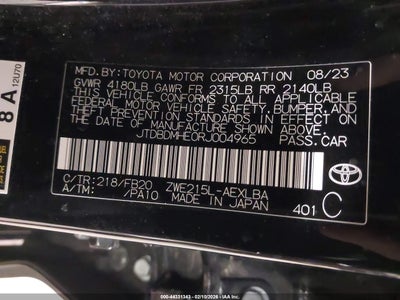 MFD.BY:TOYOTA MOTOR CORPORATION 08/23
GVWR 4180LB GAWR FR 2315LB RR 2140LB
THIS VEHICLE CONFORMS TO ALL APPLICABLE
FEDERAL MOTOR VEHICLE SAFETY, BUMPER, AND
THEFT PREVENTION STANDARDS IN EFFECT ON
THE DATE OF MANUFACTURE SHOWN ABOVE.
JTDBDMHE0RJ004965 PASS.CAR
C/TR:218/FB20 ZWE215L-AEXLBA
A/TM: /PA10 MADE IN JAPAN
401 C
TOYOTA
8 A
12U70
000-44331343 - 02/10/2026 -